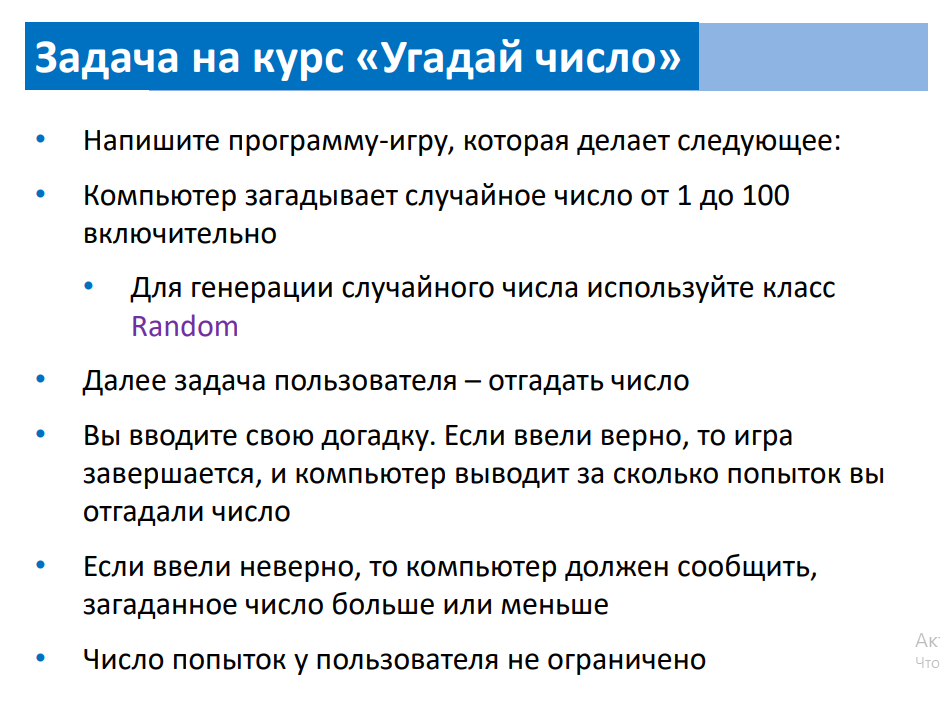 Задача на курс «Угадай число»
• Напишите программу-игру, которая делает следующее:
• Компьютер загадывает случайное число от 1 до 100
включительно
• Для генерации случайного числа используйте класс
Random
• Далее задача пользователя – отгадать число
• Вы вводите свою догадку. Если ввели верно, то игра
завершается, и компьютер выводит за сколько попыток вы
отгадали число
• Если ввели неверно, то компьютер должен сообщить,
загаданное число больше или меньше
• Число попыток у пользователя не ограничено
Акт
Что